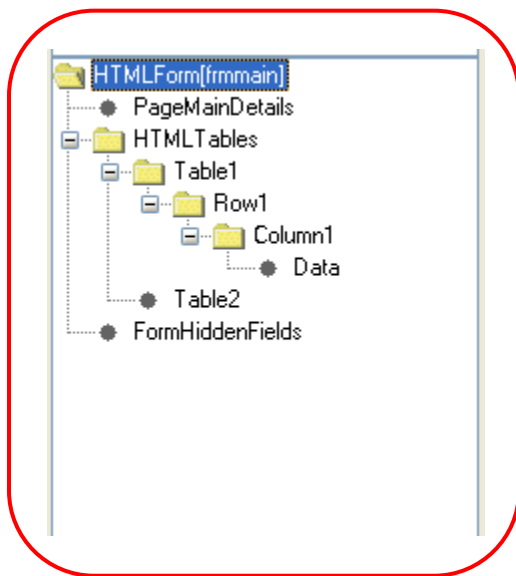 HTMLForm[frmmain]
PageMainDetails
HTMLTables
Table1
Row1
Column1
Data
Table2
FormHiddenFields